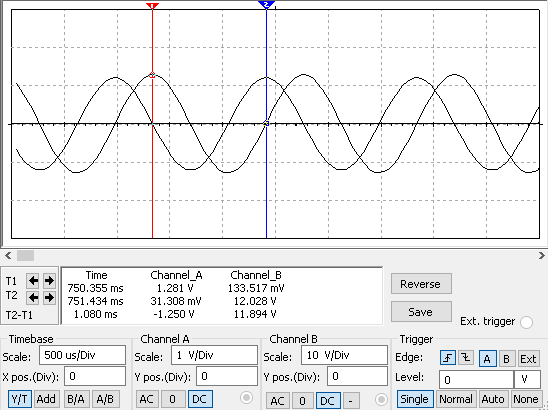 1 2
T1 T2 T2-T1
Time Channel_A Channel_B
750.355 ms 1.281 V 133.517 mV
751.434 ms 31.308 mV 12.028 V
1.080 ms -1.250 V 11.894 V
Reverse
Save
Ext. trigger
Timebase
Scale: 500 us/Div
X pos.(Div): 0
Y/T Add B/A A/B
Channel A
Scale: 1 V/Div
Y pos.(Div): 0
AC 0 DC
Channel B
Scale: 10 V/Div
Y pos.(Div): 0
AC 0 DC -
Trigger
Edge: A B Ext
Level: 0 V
Single Normal Auto None